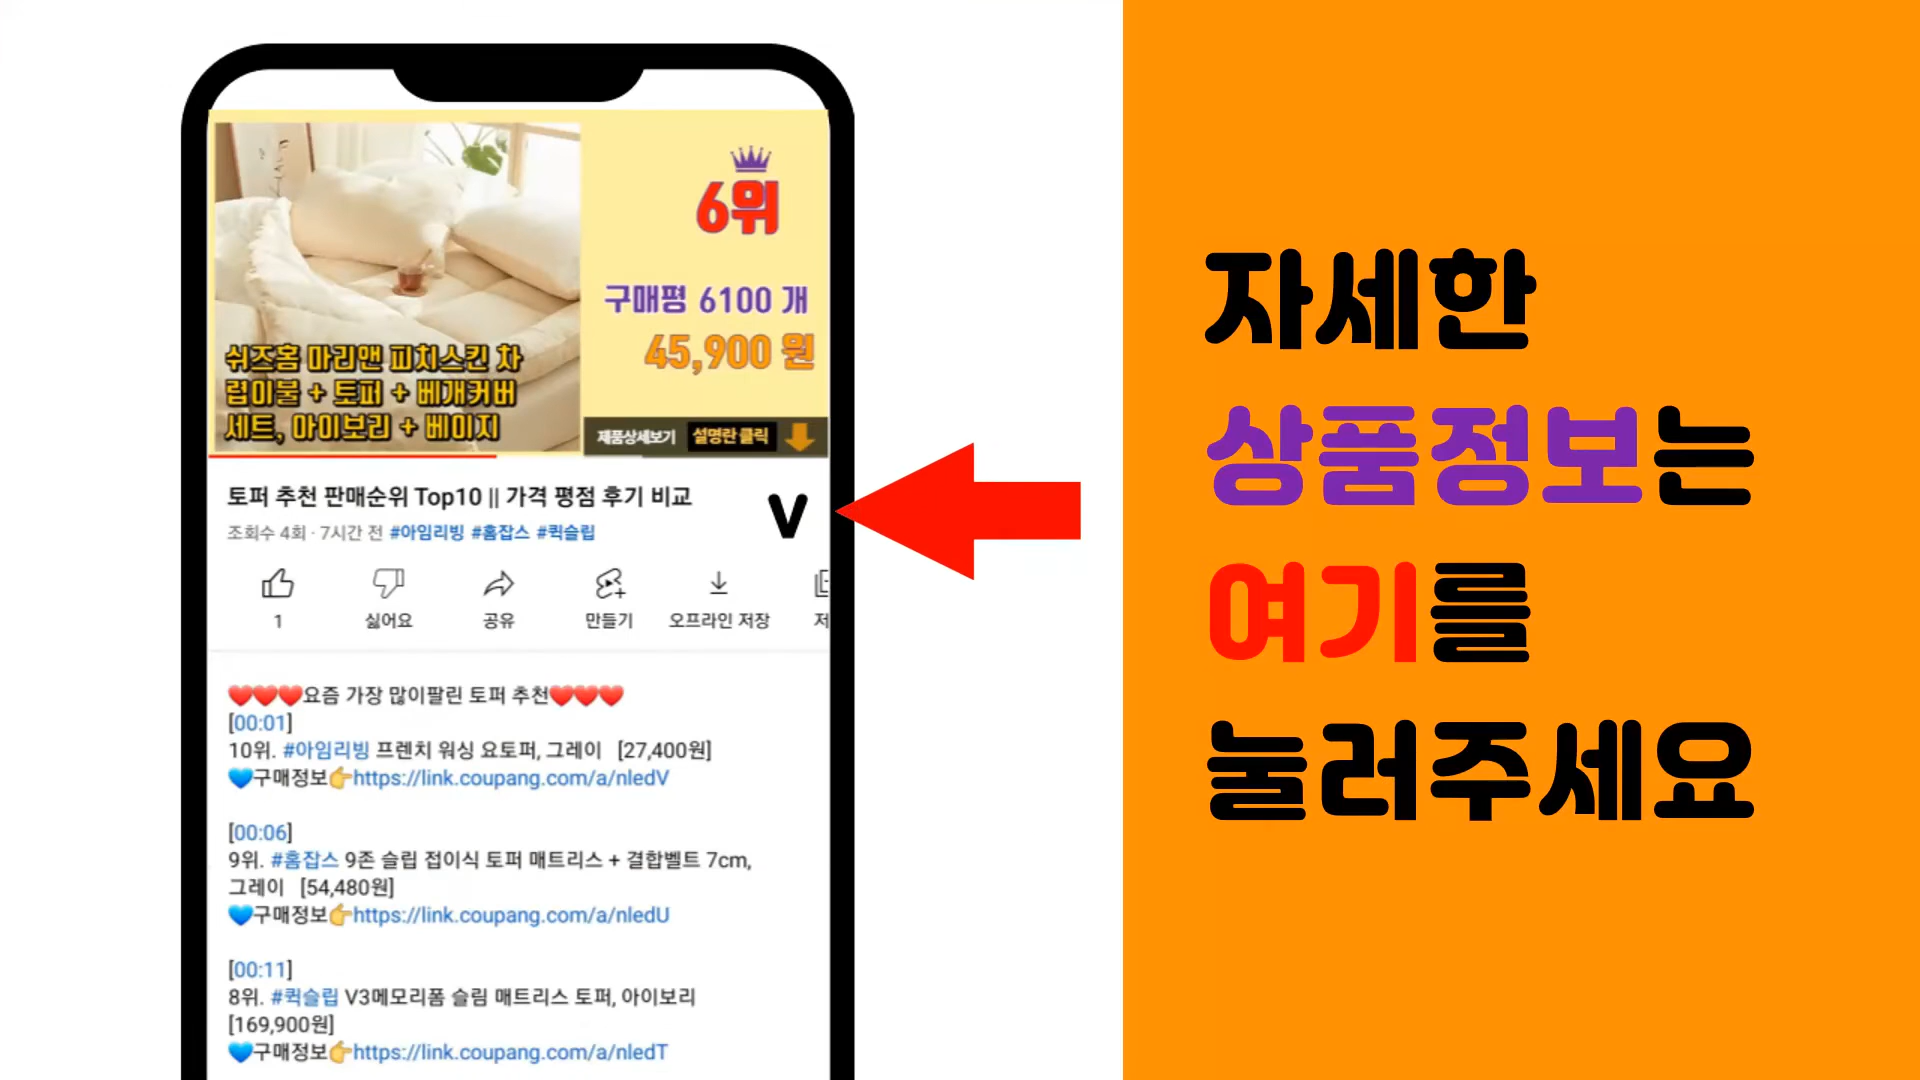 6위
구매평 6100 개
45,900 원
쉬즈홈 마리앤 피치스킨 차
렵이불 + 토퍼 + 베개커버
세트, 아이보리 + 베이지
제품상세보기 설명란 클릭
토퍼 추천 판매순위 Top10 || 가격 평점 후기 비교
V
조회수 4회 · 7시간 전 #아임리빙 #홈잡스 #퀵슬립
1 싫어요 공유 만들기 오프라인 저장 저
❤❤❤요즘 가장 많이팔린 토퍼 추천❤❤❤
[00:01]
10위. #아임리빙 프렌치 워싱 요토퍼, 그레이 [27,400원]
💙구매정보👉https://link.coupang.com/a/nledV
[00:06]
9위. #홈잡스 9존 슬립 접이식 토퍼 매트리스 + 결합벨트 7cm,
그레이 [54,480원]
💙구매정보👉https://link.coupang.com/a/nledU
[00:11]
8위. #퀵슬립 V3메모리폼 슬림 매트리스 토퍼, 아이보리
[169,900원]
💙구매정보👉https://link.coupang.com/a/nledT
자세한
상품정보는
여기를
눌러주세요